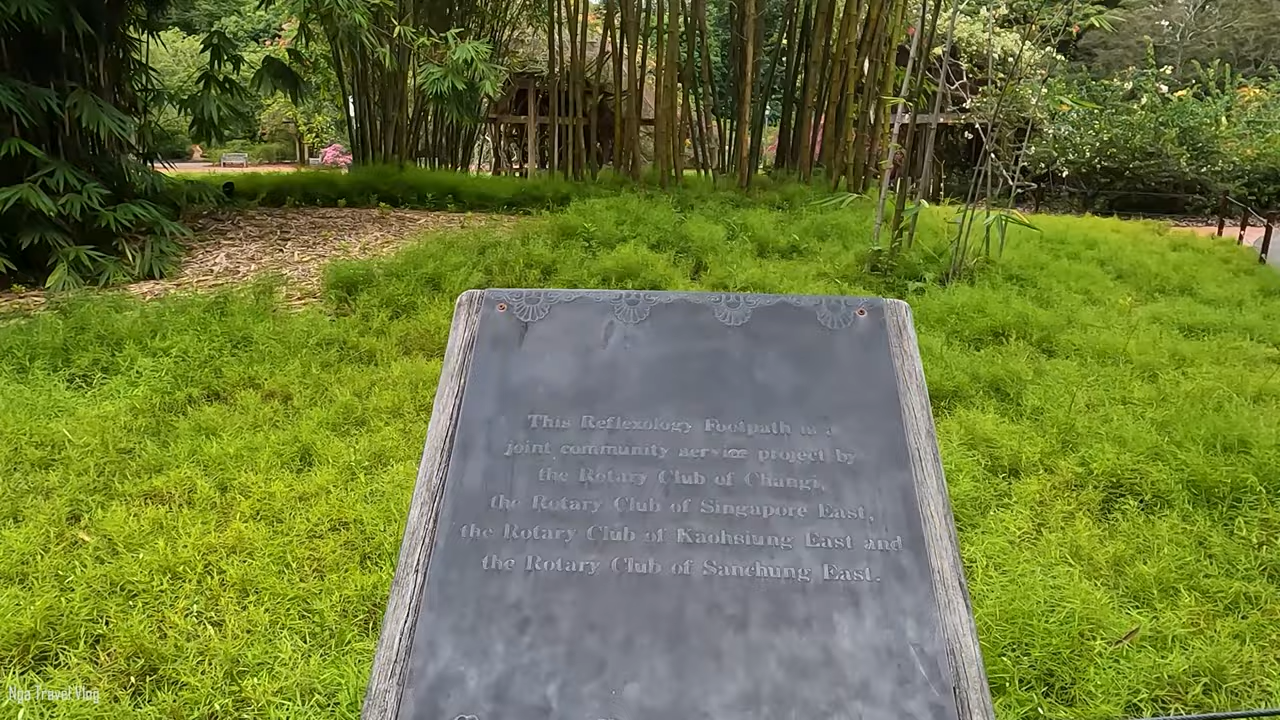 This Reflexology Footpath is a
joint community service project by
the Rotary Club of Changi,
the Rotary Club of Singapore East,
the Rotary Club of Kaohsiung East and
the Rotary Club of Sanchung East.
Nga Travel Vlog